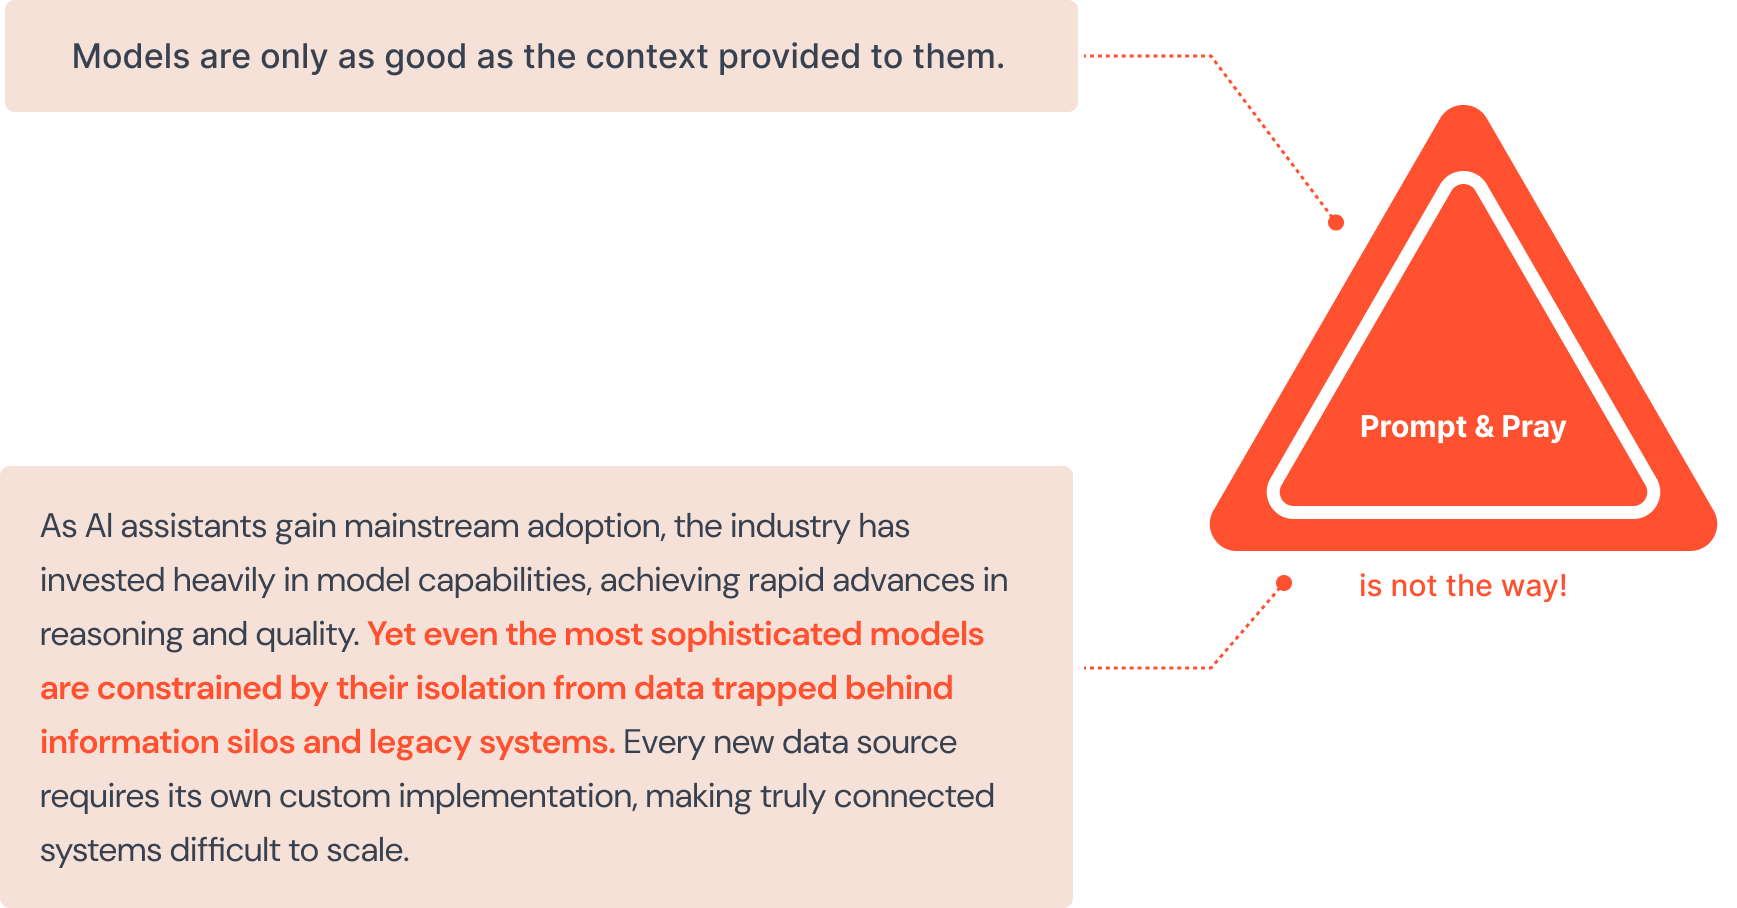 Models are only as good as the context provided to them.
Prompt & Pray
is not the way!
As AI assistants gain mainstream adoption, the industry has
invested heavily in model capabilities, achieving rapid advances in
reasoning and quality. Yet even the most sophisticated models
are constrained by their isolation from data trapped behind
information silos and legacy systems. Every new data source
requires its own custom implementation, making truly connected
systems difficult to scale.